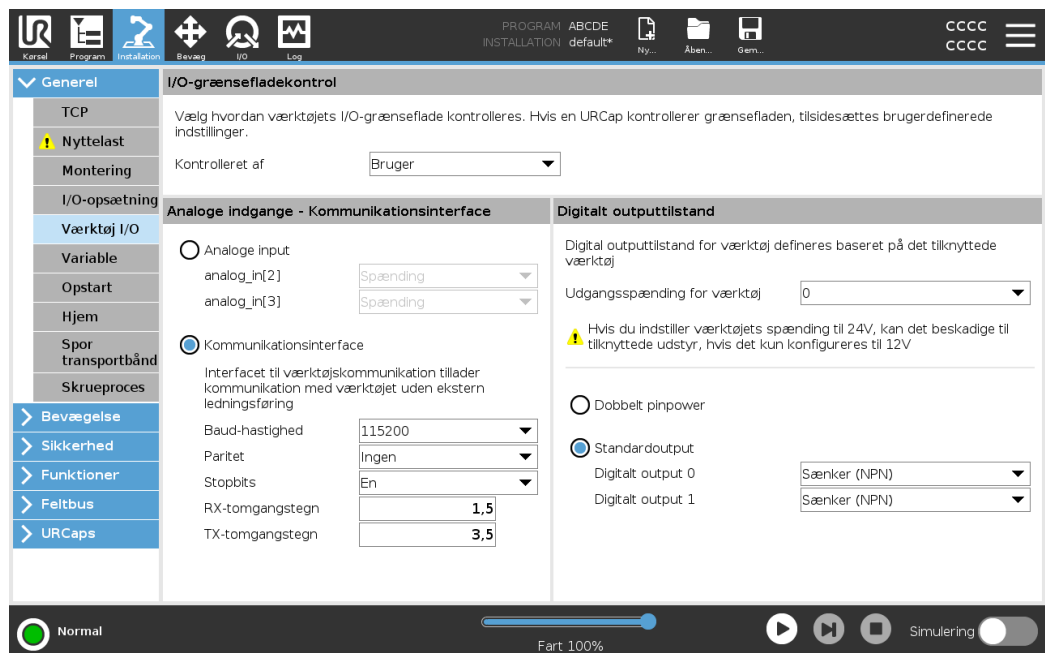 PROGRAM ABCDE
INSTALLATION default*
Kørsel
Program
Installation
Bevæg
I/O
Log
Ny...
Åben...
Gem...
CCCC
CCCC
Generel
TCP
Nyttelast
Montering
I/O-opsætning
Værktøj I/O
Variable
Opstart
Hjem
Spor
transportbånd
Skrueproces
Bevægelse
Sikkerhed
Funktioner
Feltbus
URCaps
I/O-grænsefladekontrol
Vælg hvordan værktøjets I/O-grænseflade kontrolleres. Hvis en URCap kontrollerer grænsefladen, tilsidesættes brugerdefinerede
indstillinger.
Kontrolleret af Bruger
Analoge indgange - Kommunikationsinterface
Analoge input
analog_in[2] Spænding
analog_in[3] Spænding
Kommunikationsinterface
Interfacet til værktøjskommunikation tillader
kommunikation med værktøjet uden ekstern
ledningsføring
Baud-hastighed 115200
Paritet Ingen
Stopbits En
RX-tomgangstegn 1,5
TX-tomgangstegn 3,5
Digitalt outputtilstand
Digital outputtilstand for værktøj defineres baseret på det tilknyttede
værktøj
Udgangsspænding for værktøj 0
Hvis du indstiller værktøjets spænding til 24V, kan det beskadige til
tilknyttede udstyr, hvis det kun konfigureres til 12V
Dobbelt pinpower
Standardoutput
Digitalt output 0 Sænker (NPN)
Digitalt output 1 Sænker (NPN)
Normal
Fart 100%
Simulering